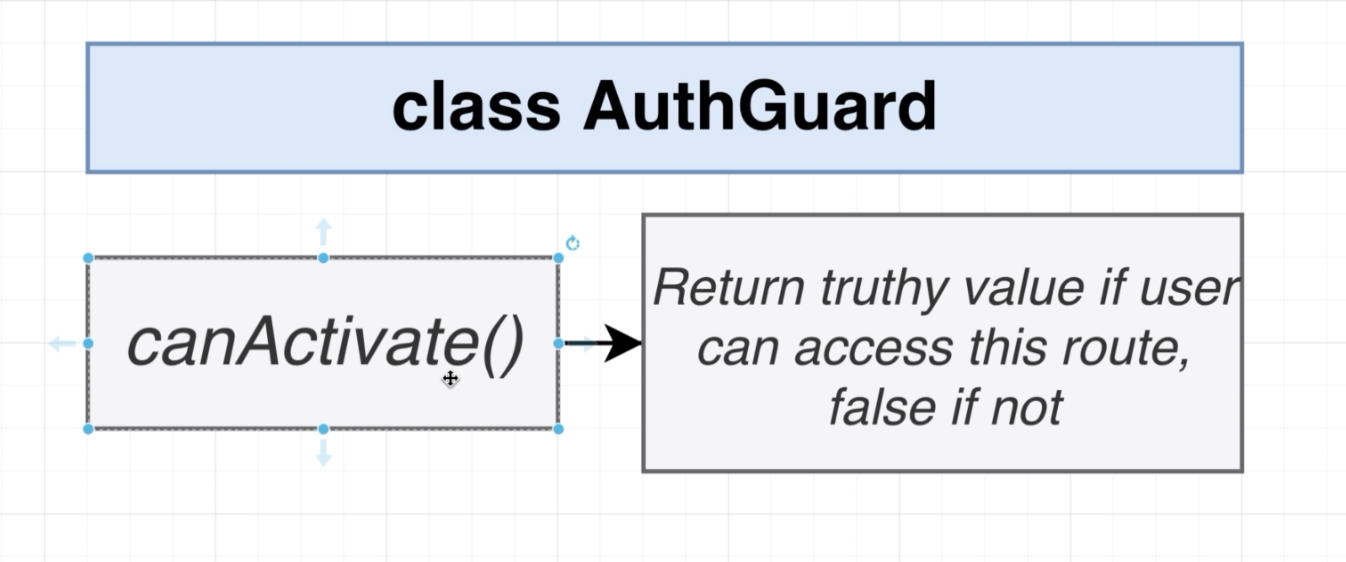 class AuthGuard
canActivate()
Return truthy value if user
can access this route,
false if not